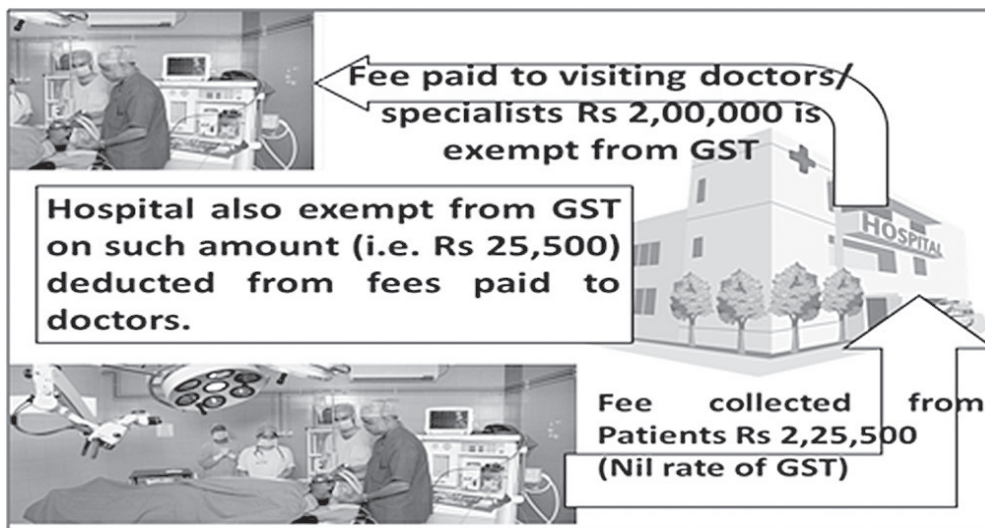 Fee paid to visiting doctors/
specialists Rs 2,00,000 is
exempt from GST
HOSPITAL
Hospital also exempt from GST
on such amount (i.e. Rs 25,500)
deducted from fees paid to
doctors.
Fee collected from
Patients Rs 2,25,500
(Nil rate of GST)